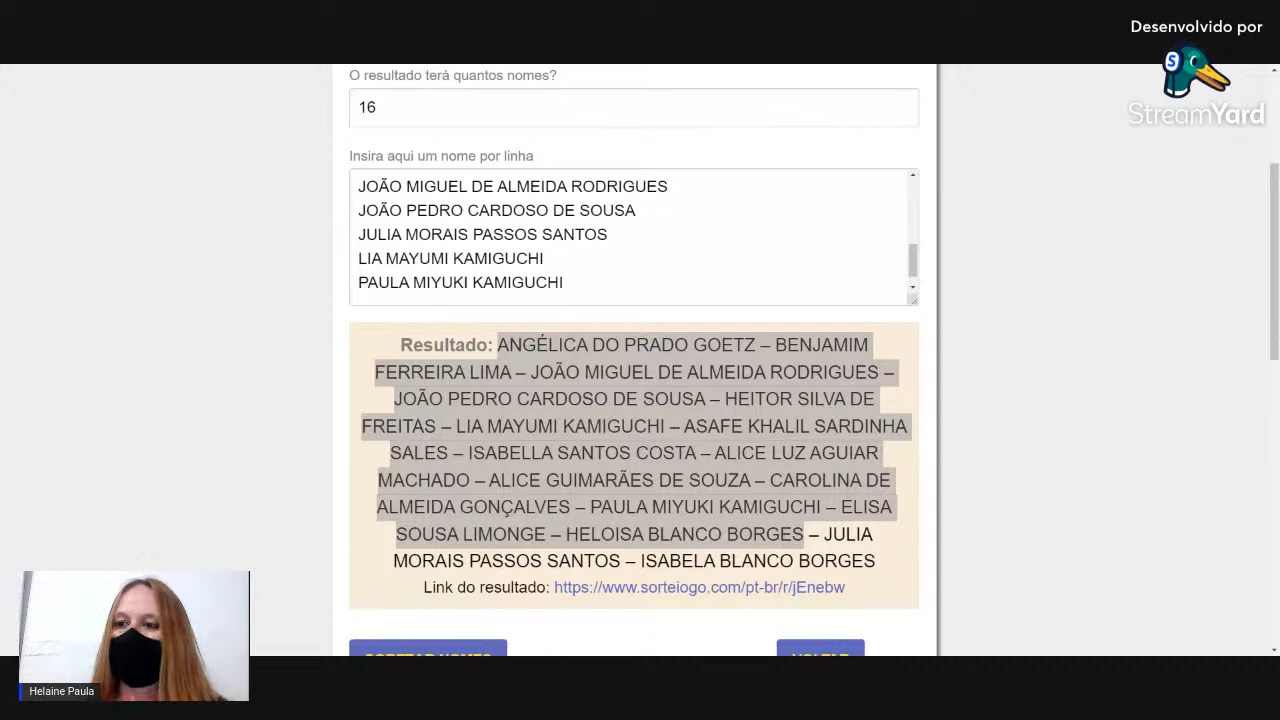 Desenvolvido por
StreamYard
O resultado terá quantos nomes?
16
Insira aqui um nome por linha
JOÃO MIGUEL DE ALMEIDA RODRIGUES
JOÃO PEDRO CARDOSO DE SOUSA
JULIA MORAIS PASSOS SANTOS
LIA MAYUMI KAMIGUCHI
PAULA MIYUKI KAMIGUCHI
Resultado: ANGÉLICA DO PRADO GOETZ – BENJAMIM
FERREIRA LIMA – JOÃO MIGUEL DE ALMEIDA RODRIGUES –
JOÃO PEDRO CARDOSO DE SOUSA – HEITOR SILVA DE
FREITAS – LIA MAYUMI KAMIGUCHI – ASAFE KHALIL SARDINHA
SALES – ISABELLA SANTOS COSTA – ALICE LUZ AGUIAR
MACHADO – ALICE GUIMARÃES DE SOUZA – CAROLINA DE
ALMEIDA GONÇALVES – PAULA MIYUKI KAMIGUCHI – ELISA
SOUSA LIMONGE – HELOISA BLANCO BORGES – JULIA
MORAIS PASSOS SANTOS – ISABELA BLANCO BORGES
Link do resultado: https://www.sorteiogo.com/pt-br/r/jEnebw
Helaine Paula